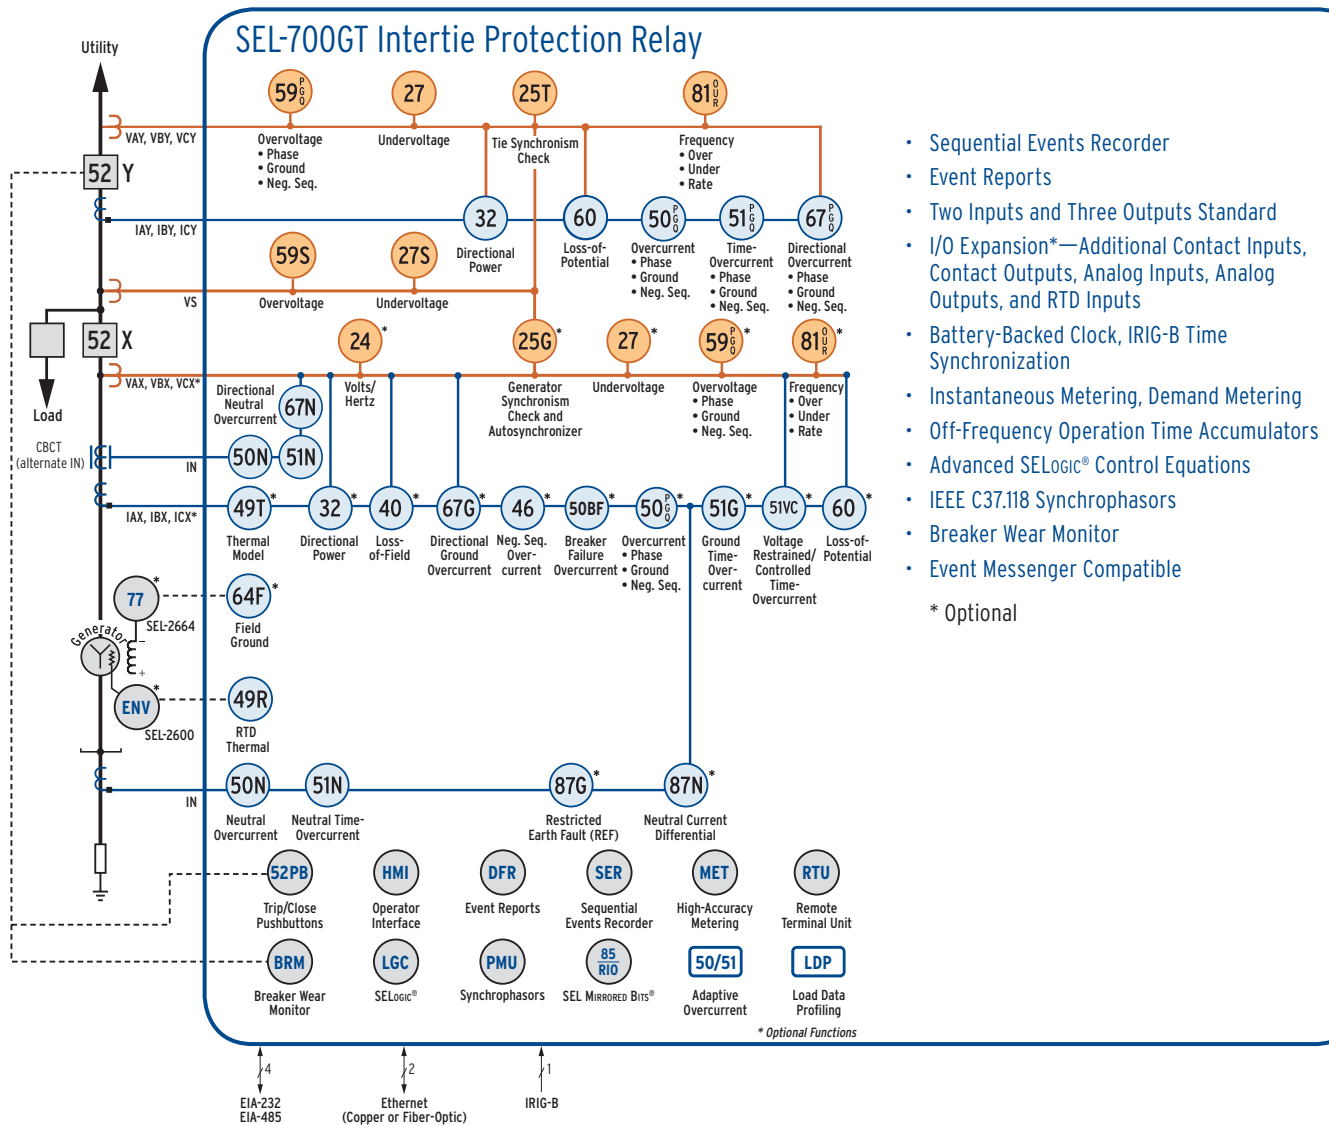 SEL-700GT Intertie Protection Relay
Utility
59 P G Q
27
25T
81 O U R
VAY, VBY, VCY
Overvoltage
• Phase
• Ground
• Neg. Seq.
Undervoltage
Tie Synchronism
Check
Frequency
• Over
• Under
• Rate
52 Y
IAY, IBY, ICY
32
60
50 P G Q
51 P G Q
67 P G Q
Directional
Power
Loss-of-
Potential
Overcurrent
• Phase
• Ground
• Neg. Seq.
Time-
Overcurrent
• Phase
• Ground
• Neg. Seq.
Directional
Overcurrent
• Phase
• Ground
• Neg. Seq.
59S
27S
VS
Overvoltage
Undervoltage
52 X
Load
24 *
25G *
27 *
59 P G Q *
81 O U R *
VAX, VBX, VCX*
Volts/
Hertz
Generator
Synchronism
Check and
Autosynchronizer
Undervoltage
Overvoltage
• Phase
• Ground
• Neg. Seq.
Frequency
• Over
• Under
• Rate
Directional
Neutral
Overcurrent
67N
CBCT
(alternate IN)
IN
50N
51N
IAX, IBX, ICX*
49T *
32 *
40 *
67G *
46 *
50BF *
50 P G Q *
51G *
51VC *
60 *
Thermal
Model
Directional
Power
Loss-
of-Field
Directional
Ground
Overcurrent
Neg. Seq.
Over-
current
Breaker
Failure
Overcurrent
Overcurrent
• Phase
• Ground
• Neg. Seq.
Ground
Time-
Over-
current
Voltage
Restrained/
Controlled
Time-
Overcurrent
Loss-of-
Potential
77 *
SEL-2664
64F *
Field
Ground
Generator
−
+
ENV *
SEL-2600
49R
RTD
Thermal
IN
50N
51N
87G *
87N *
Neutral
Overcurrent
Neutral Time-
Overcurrent
Restricted
Earth Fault (REF)
Neutral Current
Differential
52PB
HMI
DFR
SER
MET
RTU
Trip/Close
Pushbuttons
Operator
Interface
Event Reports
Sequential
Events Recorder
High-Accuracy
Metering
Remote
Terminal Unit
BRM
LGC
PMU
85
RIO
50/51
LDP
Breaker Wear
Monitor
SELOGIC®
Synchrophasors
SEL MIRRORED BITS®
Adaptive
Overcurrent
Load Data
Profiling
* Optional Functions
4
2
1
EIA-232
EIA-485
Ethernet
(Copper or Fiber-Optic)
IRIG-B
• Sequential Events Recorder
• Event Reports
• Two Inputs and Three Outputs Standard
• I/O Expansion*—Additional Contact Inputs,
Contact Outputs, Analog Inputs, Analog
Outputs, and RTD Inputs
• Battery-Backed Clock, IRIG-B Time
Synchronization
• Instantaneous Metering, Demand Metering
• Off-Frequency Operation Time Accumulators
• Advanced SELOGIC® Control Equations
• IEEE C37.118 Synchrophasors
• Breaker Wear Monitor
• Event Messenger Compatible
* Optional